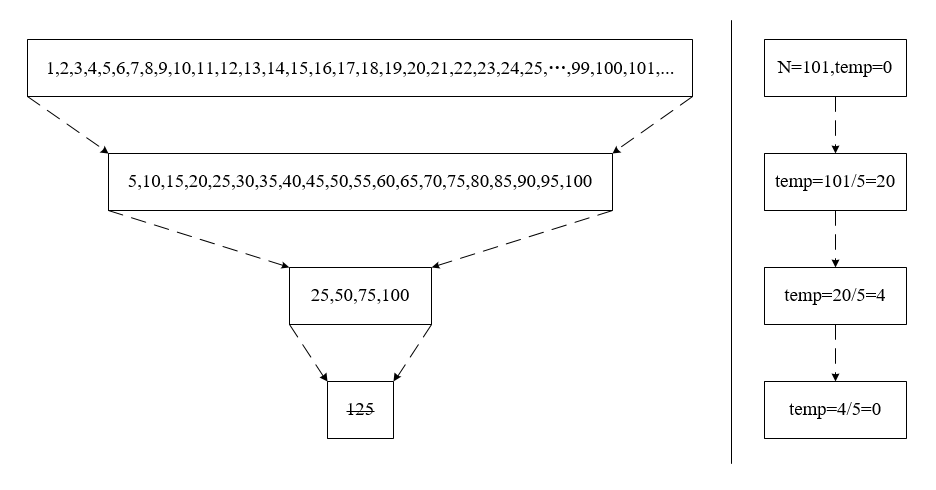 1,2,3,4,5,6,7,8,9,10,11,12,13,14,15,16,17,18,19,20,21,22,23,24,25,⋯,99,100,101,...
5,10,15,20,25,30,35,40,45,50,55,60,65,70,75,80,85,90,95,100
25,50,75,100
125
N=101,temp=0
temp=101/5=20
temp=20/5=4
temp=4/5=0